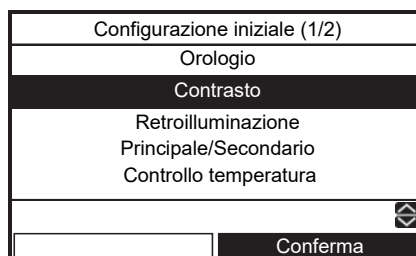 Configurazione iniziale (1/2)
Orologio
Contrasto
Retroilluminazione
Principale/Secondario
Controllo temperatura
Conferma